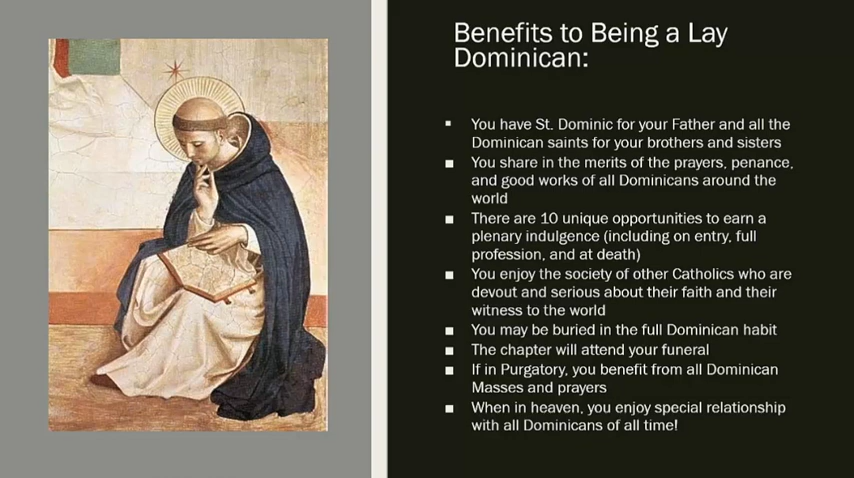 Benefits to Being a Lay
Dominican:
▪ You have St. Dominic for your Father and all the
Dominican saints for your brothers and sisters
■ You share in the merits of the prayers, penance,
and good works of all Dominicans around the
world
■ There are 10 unique opportunities to earn a
plenary indulgence (including on entry, full
profession, and at death)
■ You enjoy the society of other Catholics who are
devout and serious about their faith and their
witness to the world
■ You may be buried in the full Dominican habit
■ The chapter will attend your funeral
■ If in Purgatory, you benefit from all Dominican
Masses and prayers
■ When in heaven, you enjoy special relationship
with all Dominicans of all time!